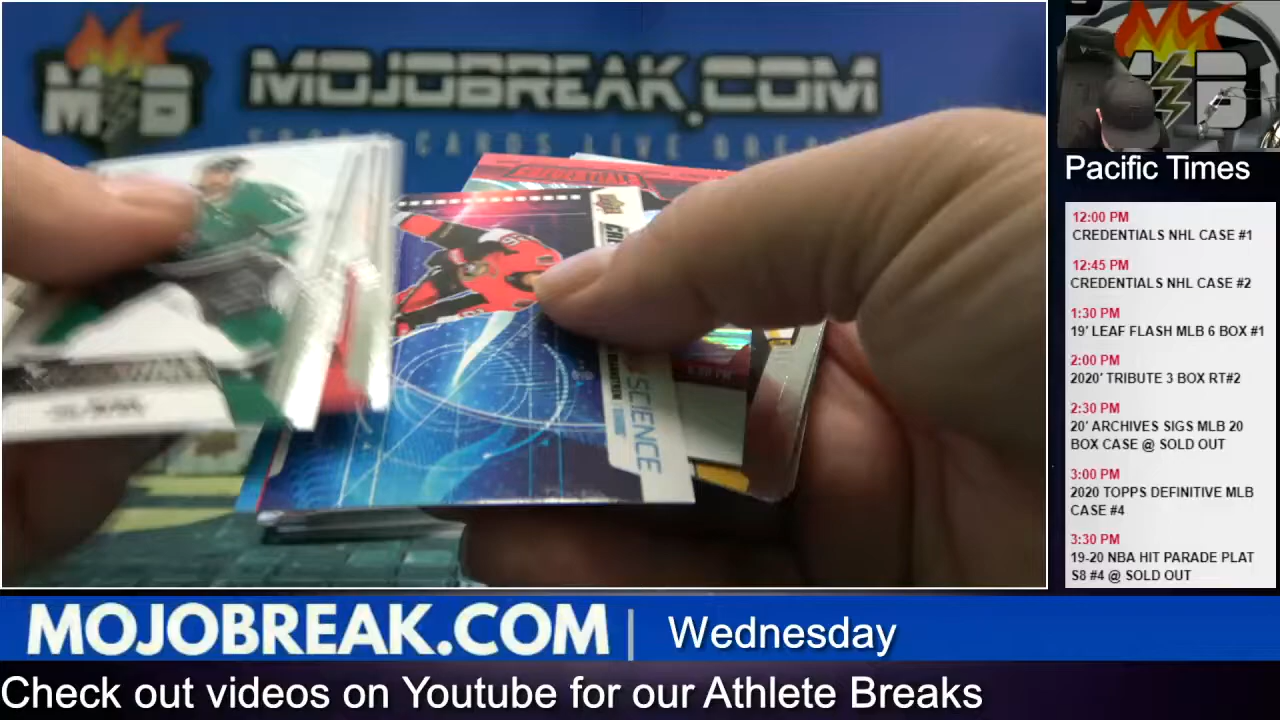 MOJOBREAK.COM
M B
Pacific Times
12:00 PM
CREDENTIALS NHL CASE #1
12:45 PM
CREDENTIALS NHL CASE #2
1:30 PM
19' LEAF FLASH MLB 6 BOX #1
2:00 PM
2020' TRIBUTE 3 BOX RT#2
2:30 PM
20' ARCHIVES SIGS MLB 20
BOX CASE @ SOLD OUT
3:00 PM
2020 TOPPS DEFINITIVE MLB
CASE #4
3:30 PM
19-20 NBA HIT PARADE PLAT
S8 #4 @ SOLD OUT
SCIENCE
MOJOBREAK.COM | Wednesday
Check out videos on Youtube for our Athlete Breaks